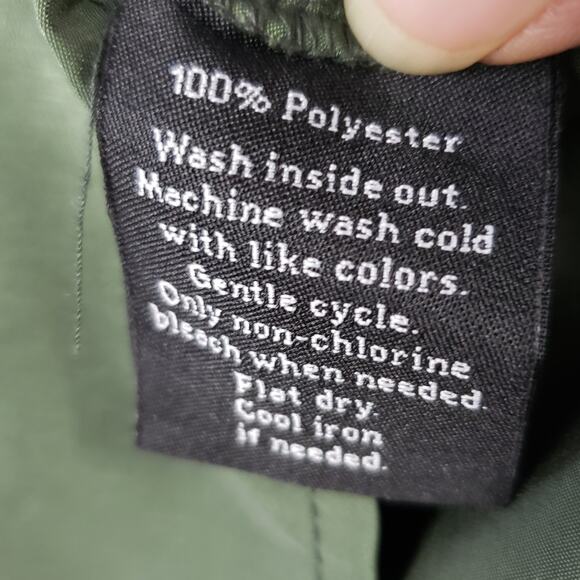 100% Polyester
Wash inside out.
Machine wash cold
with like colors.
Gentle cycle.
Only non-chlorine
bleach when needed.
Flat dry.
Cool iron
if needed.